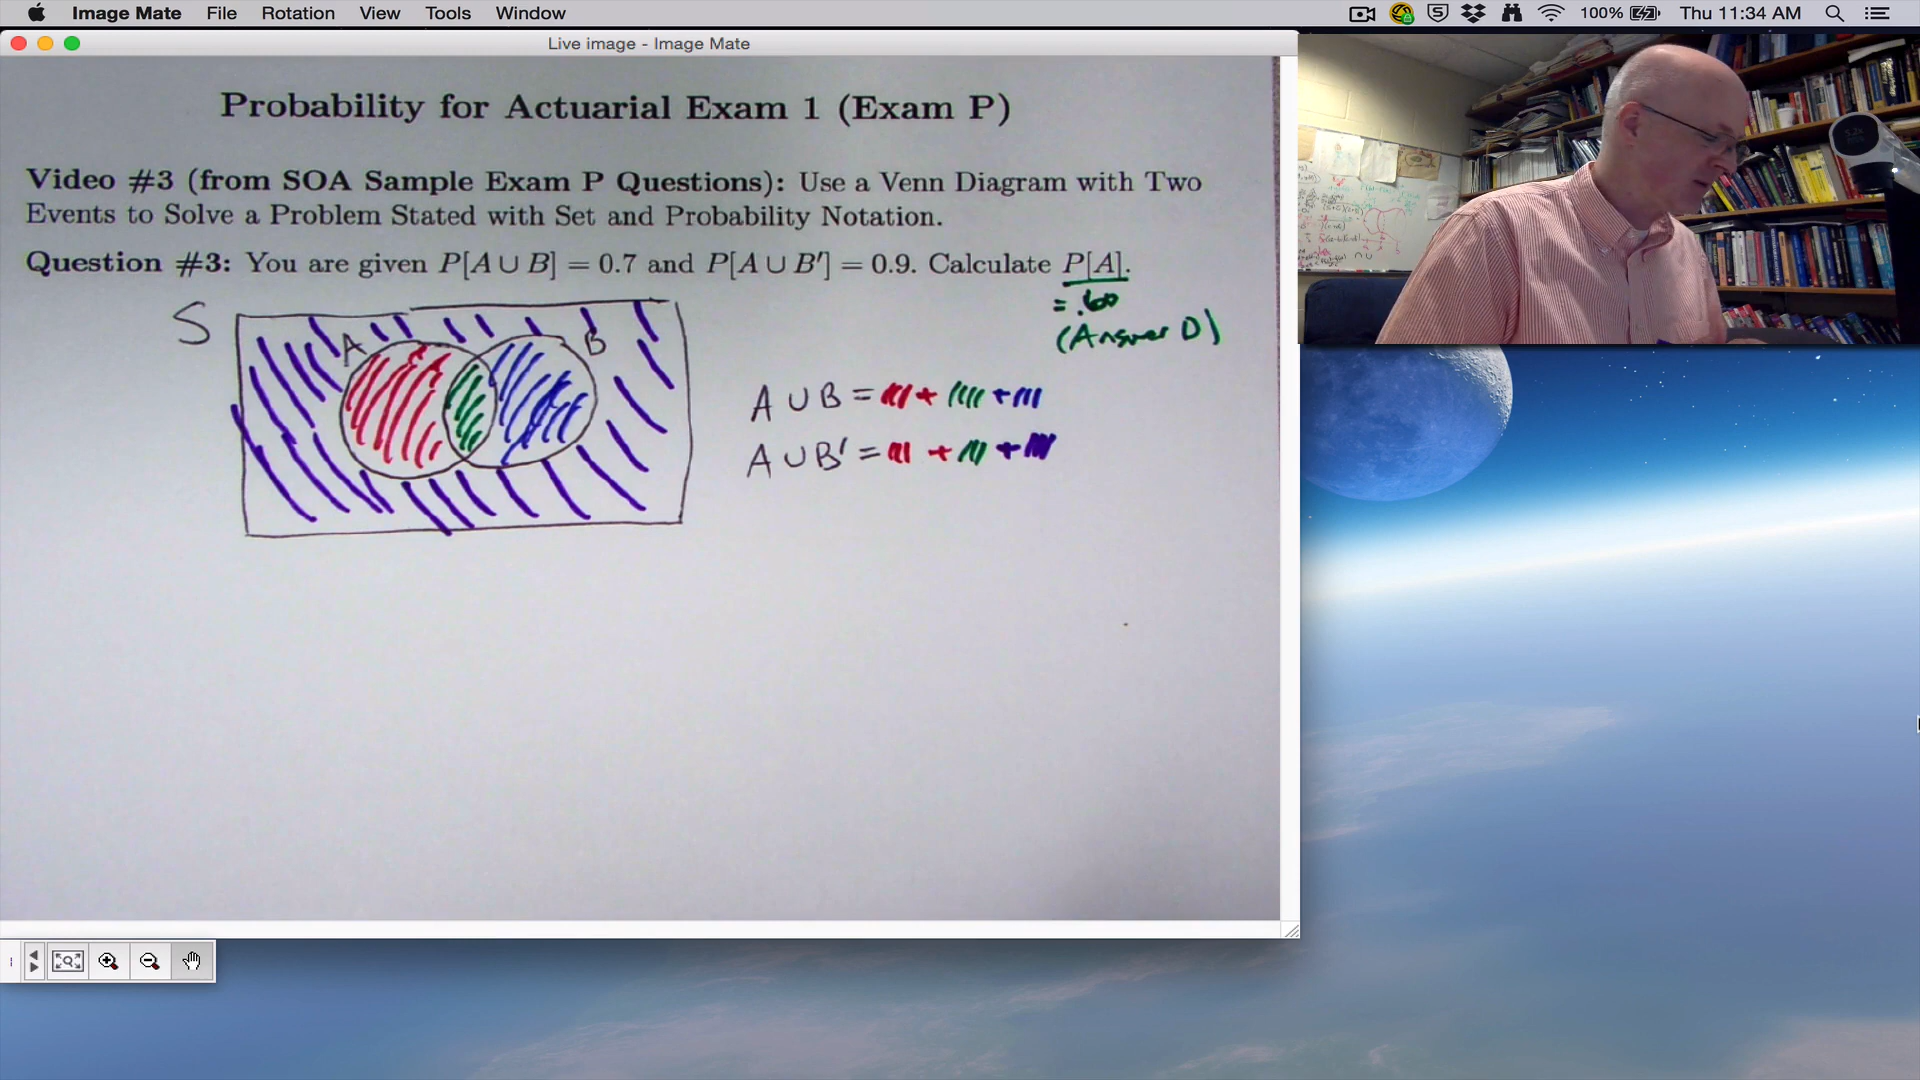 Image Mate File Rotation View Tools Window 100% Thu 11:34 AM
Live image - Image Mate
Probability for Actuarial Exam 1 (Exam P)
Video #3 (from SOA Sample Exam P Questions): Use a Venn Diagram with Two
Events to Solve a Problem Stated with Set and Probability Notation.
Question #3: You are given P[A ∪ B] = 0.7 and P[A ∪ B′] = 0.9. Calculate P[A].
= .60
(Answer D)
S
A B
A ∪ B = + +
A ∪ B′ = + +